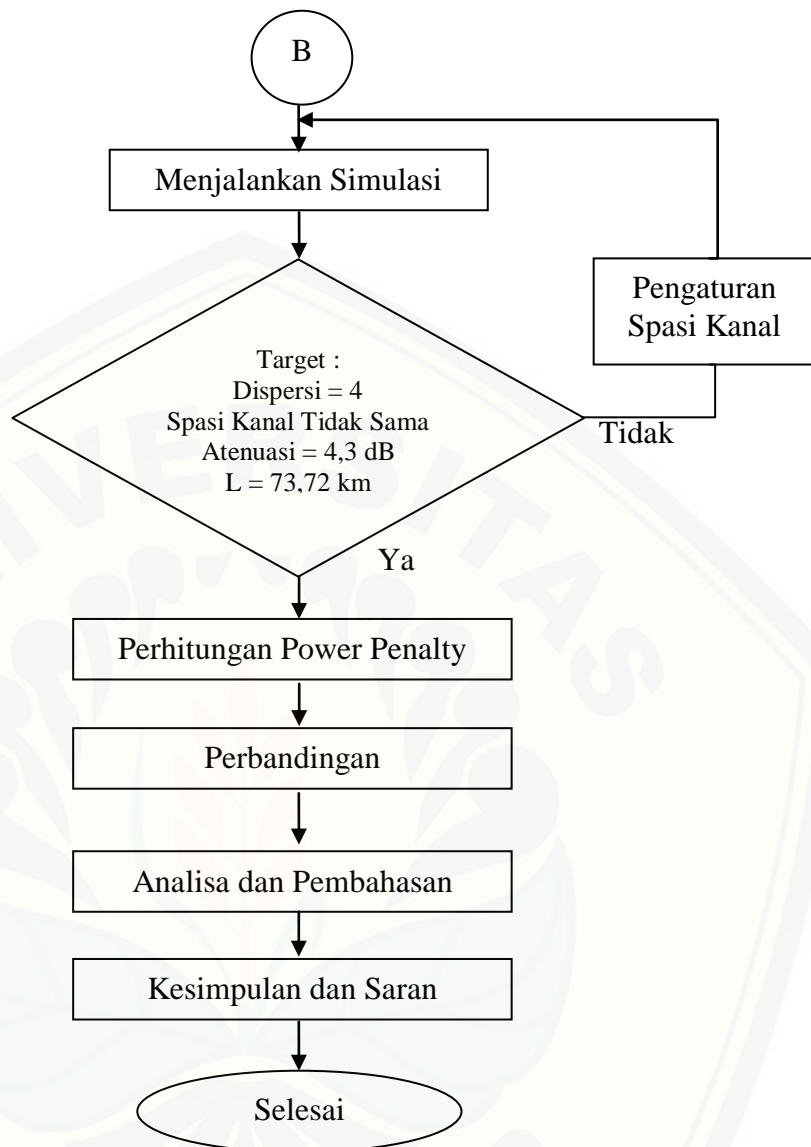 B
Menjalankan Simulasi
Pengaturan
Spasi Kanal
Target :
Dispersi = 4
Spasi Kanal Tidak Sama
Atenuasi = 4,3 dB
L = 73,72 km
Tidak
Ya
Perhitungan Power Penalty
Perbandingan
Analisa dan Pembahasan
Kesimpulan dan Saran
Selesai
UNIVERSITAS